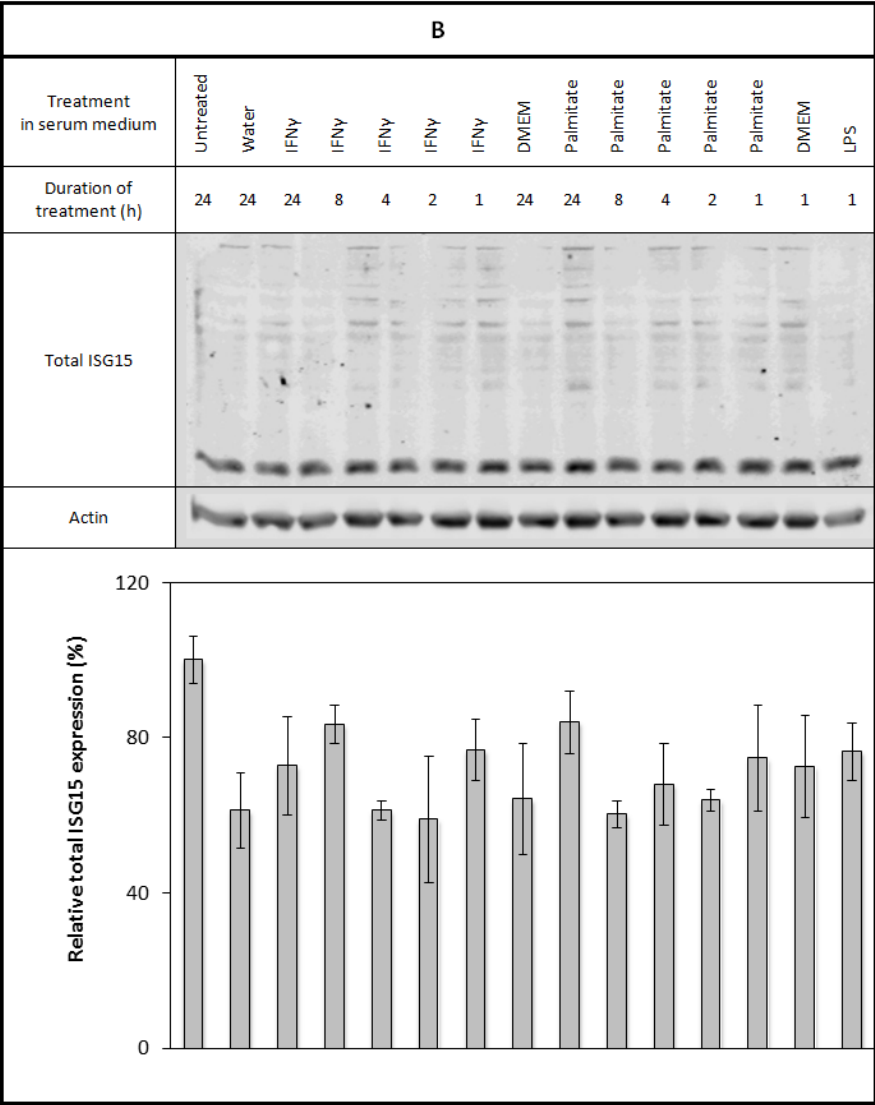 B
Treatment
in serum medium
Untreated
Water
IFNγ
IFNγ
IFNγ
IFNγ
IFNγ
DMEM
Palmitate
Palmitate
Palmitate
Palmitate
Palmitate
DMEM
LPS
Duration of
treatment (h)
24 24 24 8 4 2 1 24 24 8 4 2 1 1 1
Total ISG15
Actin
Relative total ISG15 expression (%)
120
80
40
0